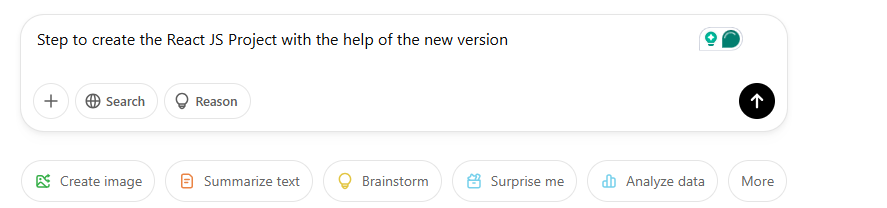 Step to create the React JS Project with the help of the new version
Search
Reason
Create image
Summarize text
Brainstorm
Surprise me
Analyze data
More